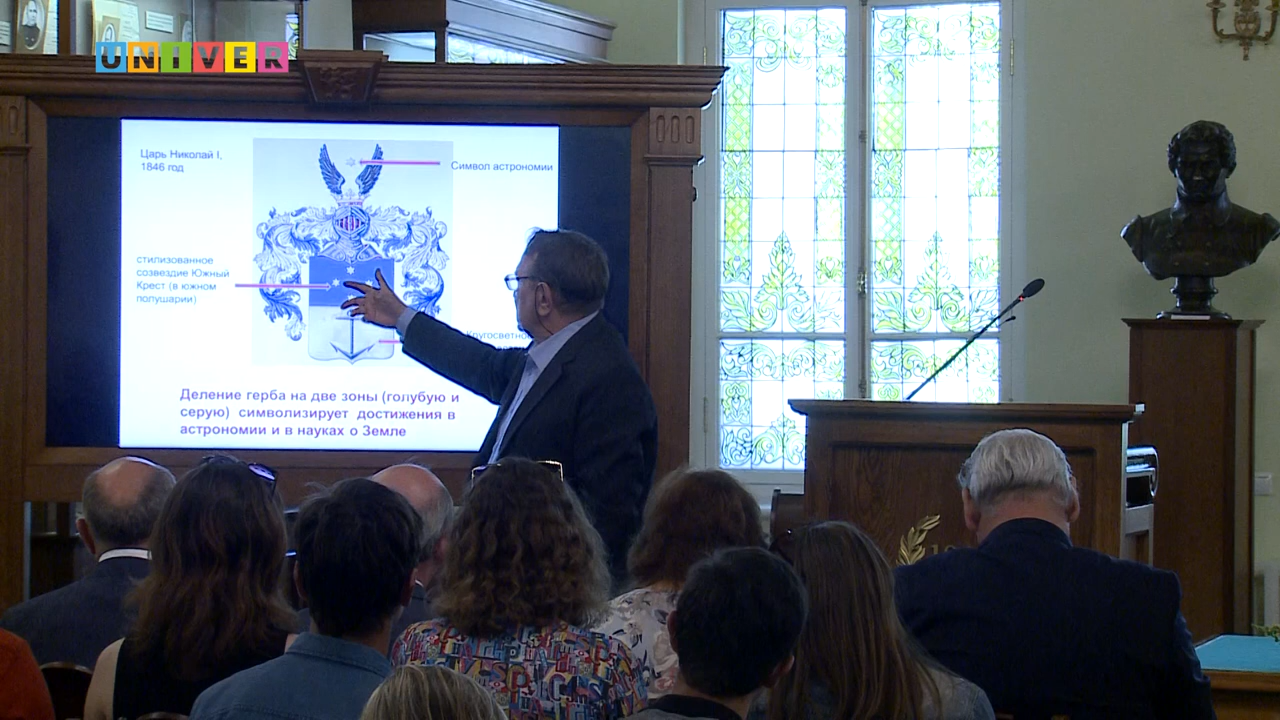 UNIVER
Царь Николай I,
1846 год
Символ астрономии
стилизованное
созвездие Южный
Крест (в южном
полушарии)
Деление герба на две зоны (голубую и
серую) символизирует достижения в
астрономии и в науках о Земле